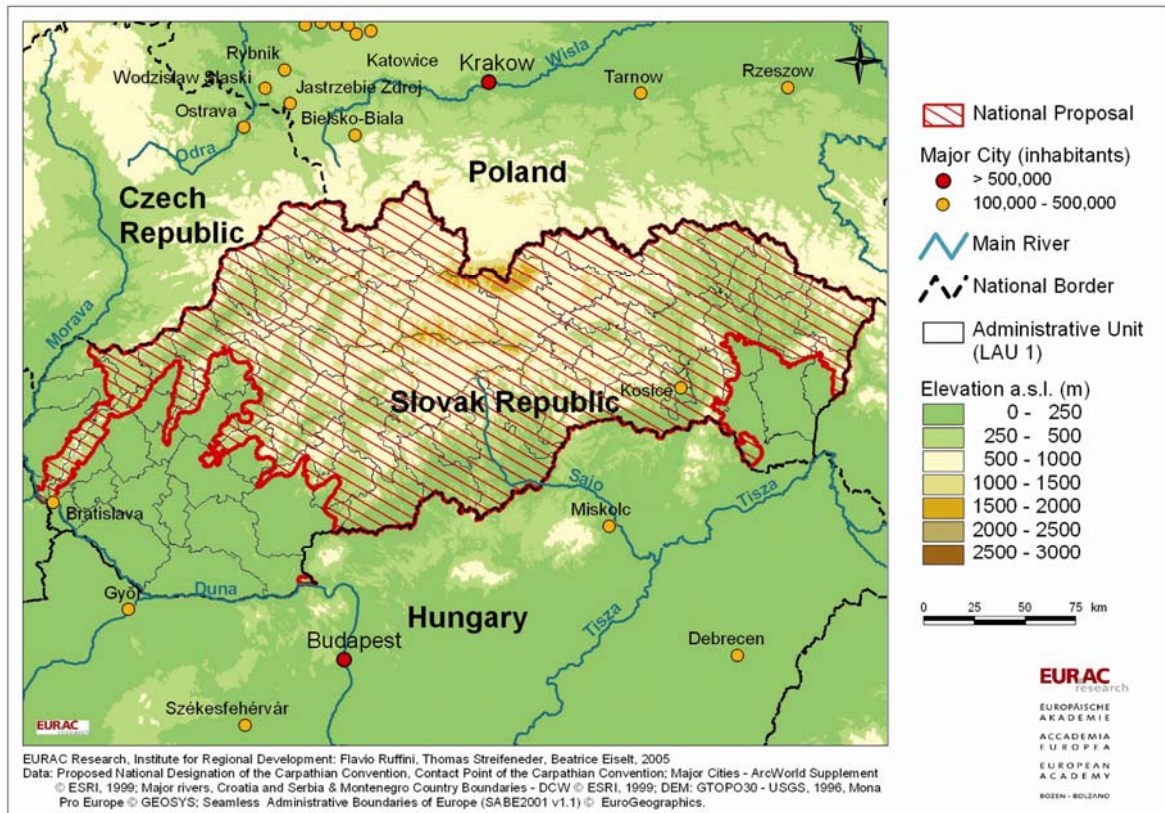 Rybnik
Katowice
Krakow
Wisla
Tarnow
Rzeszow
N
Wodzislaw Slaski
Jastrzebie Zdroj
Ostrava
Bielsko-Biala
Odra
Poland
Czech
Republic
Morava
Slovak Republic
Kosice
Bratislava
Sajo
Miskolc
Tisza
Györ
Duna
Hungary
Tisza
Budapest
Debrecen
Székesfehérvár
EURAC
research
National Proposal
Major City (inhabitants)
> 500,000
100,000 - 500,000
Main River
National Border
Administrative Unit
(LAU 1)
Elevation a.s.l. (m)
0 - 250
250 - 500
500 - 1000
1000 - 1500
1500 - 2000
2000 - 2500
2500 - 3000
0 25 50 75 km
EURAC
research
EUROPÄISCHE
AKADEMIE
ACCADEMIA
EUROPEA
EUROPEAN
ACADEMY
BOZEN - BOLZANO
EURAC Research, Institute for Regional Development: Flavio Ruffini, Thomas Streifeneder, Beatrice Eiselt, 2005
Data: Proposed National Designation of the Carpathian Convention, Contact Point of the Carpathian Convention; Major Cities - ArcWorld Supplement
© ESRI, 1999; Major rivers, Croatia and Serbia & Montenegro Country Boundaries - DCW © ESRI, 1999; DEM: GTOPO30 - USGS, 1996, Mona
Pro Europe © GEOSYS; Seamless Administrative Boundaries of Europe (SABE2001 v1.1) © EuroGeographics.